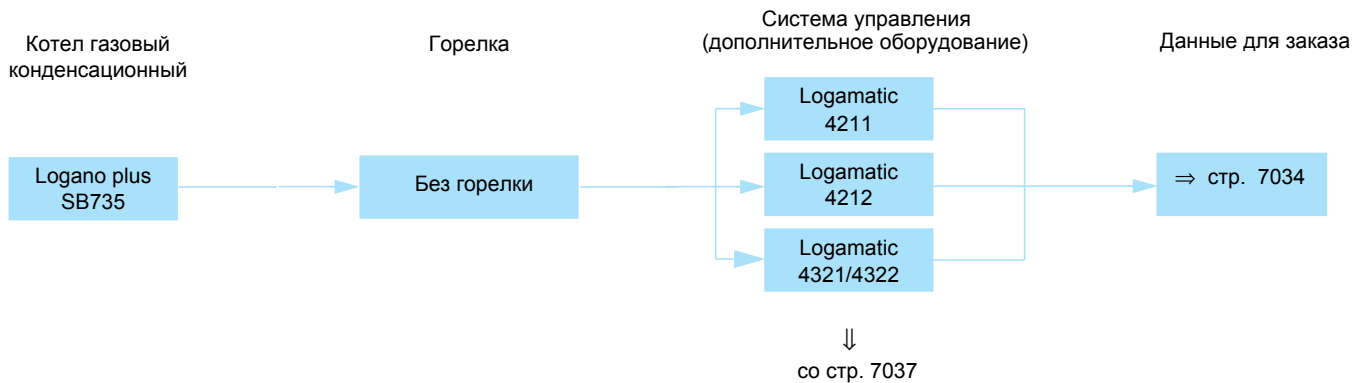 Котел газовый
конденсационный
Горелка
Система управления
(дополнительное оборудование)
Данные для заказа
Logano plus
SB735
Без горелки
Logamatic
4211
Logamatic
4212
Logamatic
4321/4322
⇒ стр. 7034
⇓
со стр. 7037